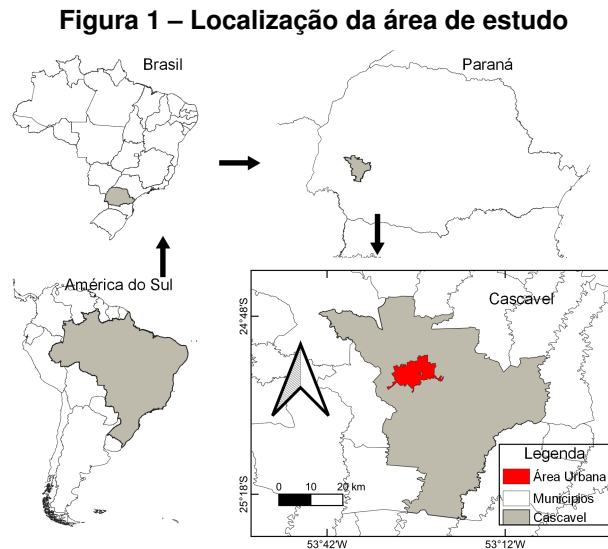 Figura 1 – Localização da área de estudo
Brasil
Paraná
América do Sul
Cascavel
24°48'S
25°18'S
0 10 20 km
Legenda
Área Urbana
Municípios
Cascavel
53°42'W
53°12'W